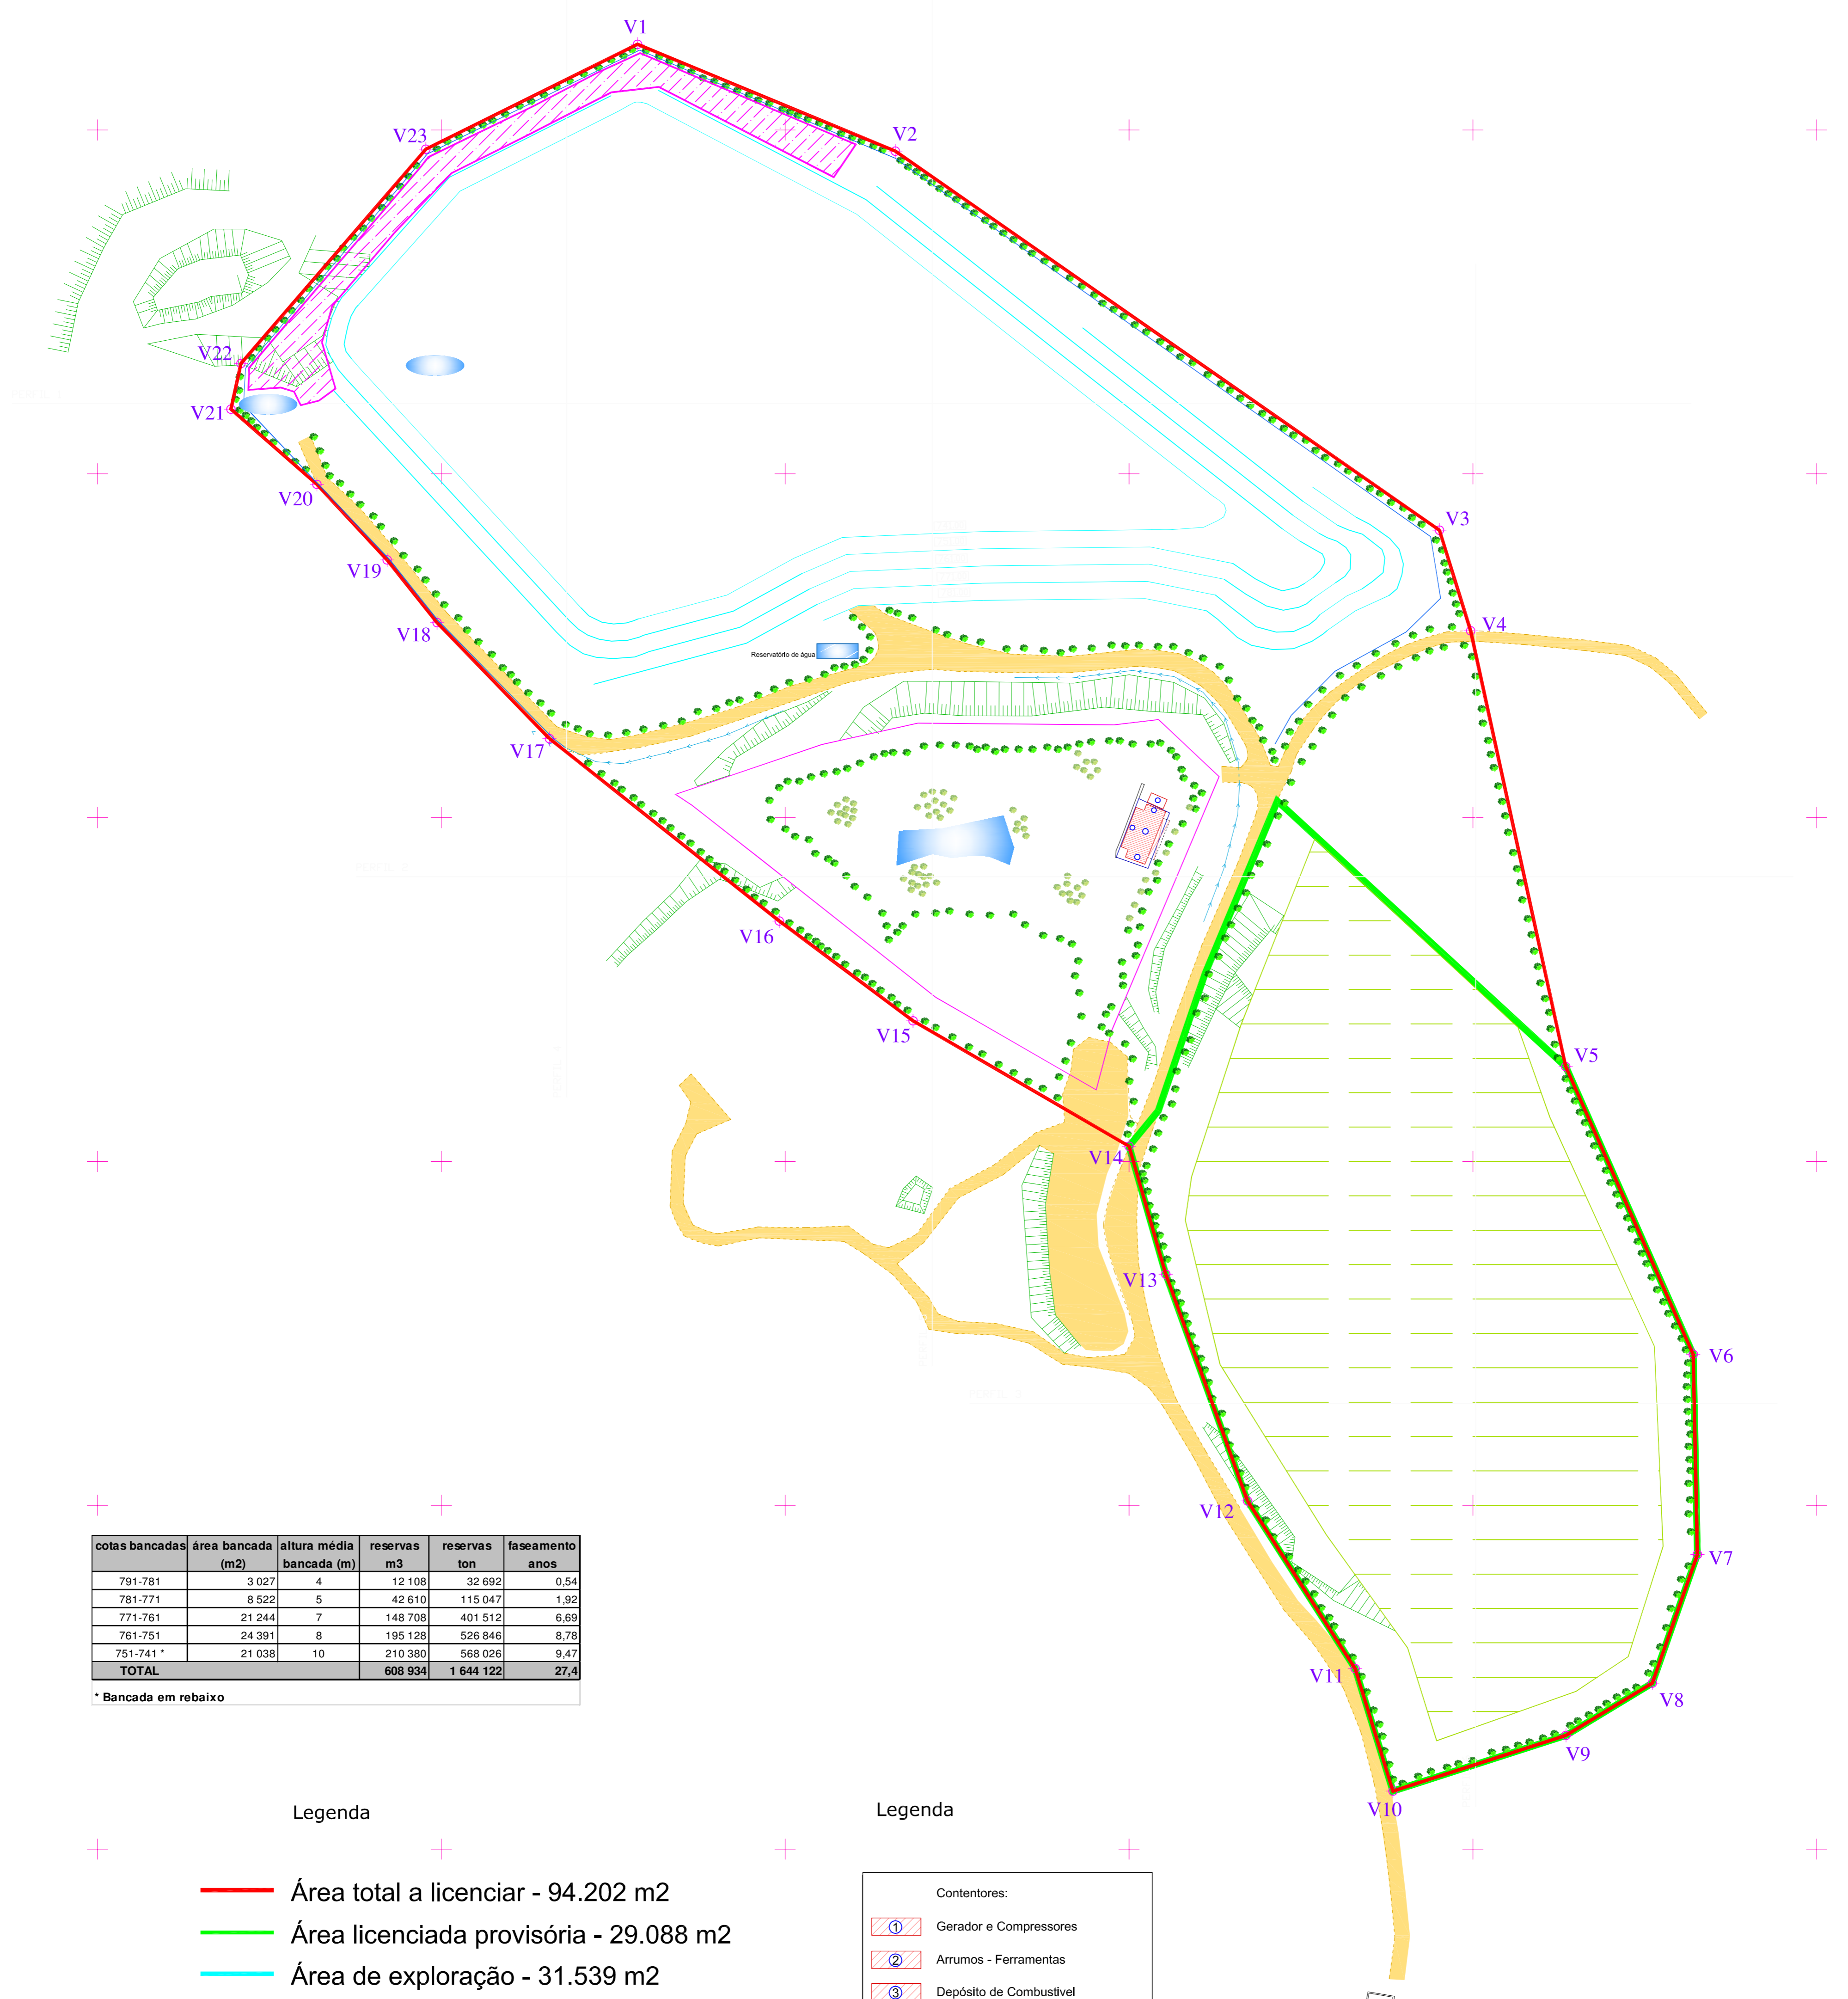 V1
V2
V23
V22
V21
V20
V3
V19
V18
V4
Reservatório de água
V17
V16
V15
V5
V14
V13
V6
V12
V7
V11
V8
V9
V10
cotas bancadas área bancada (m2) altura média bancada (m) reservas m3 reservas ton faseamento anos
791-781 3 027 4 12 108 32 692 0,54
781-771 8 522 5 42 610 115 047 1,92
771-761 21 244 7 148 708 401 512 6,69
761-751 24 391 8 195 128 526 846 8,78
751-741 * 21 038 10 210 380 568 026 9,47
TOTAL 608 934 1 644 122 27,4
* Bancada em rebaixo
Legenda
Área total a licenciar - 94.202 m2
Área licenciada provisória - 29.088 m2
Área de exploração - 31.539 m2
Legenda
Contentores:
1 Gerador e Compressores
2 Arrumos - Ferramentas
3 Depósito de Combustivel